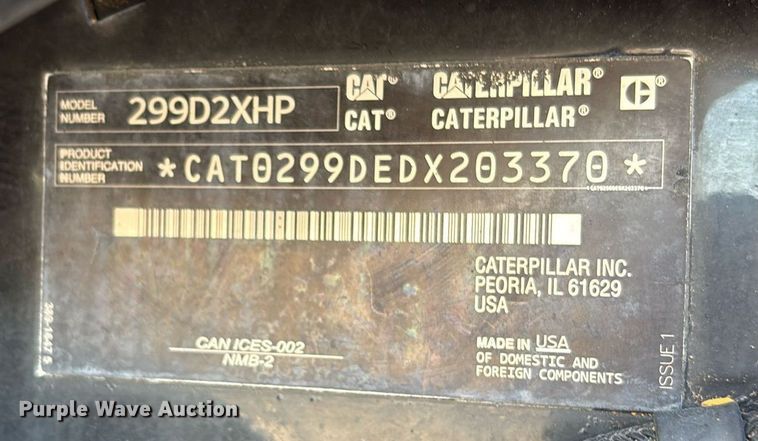 MODEL NUMBER 299D2XHP
CAT® CATERPILLAR®
CAT® CATERPILLAR®
PRODUCT IDENTIFICATION NUMBER *CAT0299DEDX203370*
CATERPILLAR INC.
PEORIA, IL 61629
USA
CAN ICES-002
NMB-2
MADE IN USA
OF DOMESTIC AND
FOREIGN COMPONENTS
ISSUE 1
Purple Wave Auction